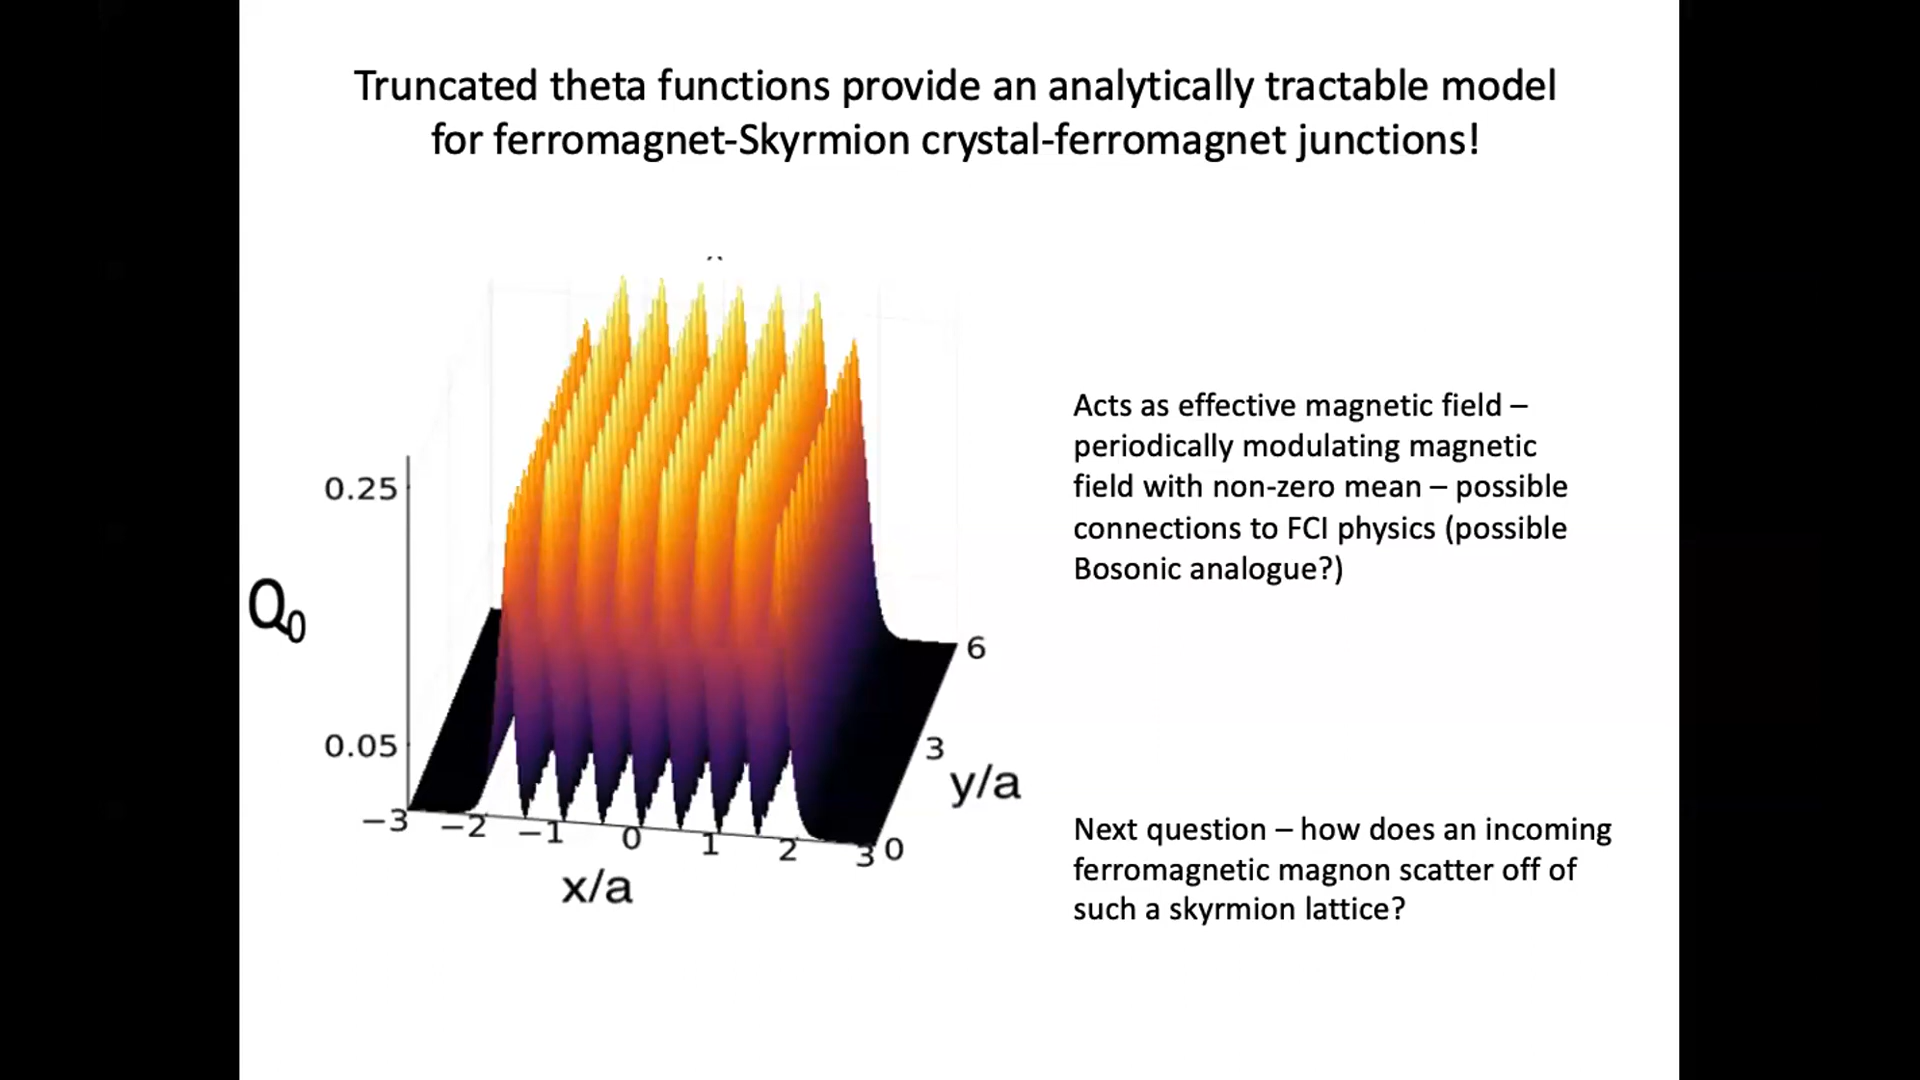 Truncated theta functions provide an analytically tractable model
for ferromagnet-Skyrmion crystal-ferromagnet junctions!
Acts as effective magnetic field –
periodically modulating magnetic
field with non-zero mean – possible
connections to FCI physics (possible
Bosonic analogue?)
0.25
Q0
0.05
6
3
y/a
0
−3
−2
−1
0
1
2
3
x/a
Next question – how does an incoming
ferromagnetic magnon scatter off of
such a skyrmion lattice?